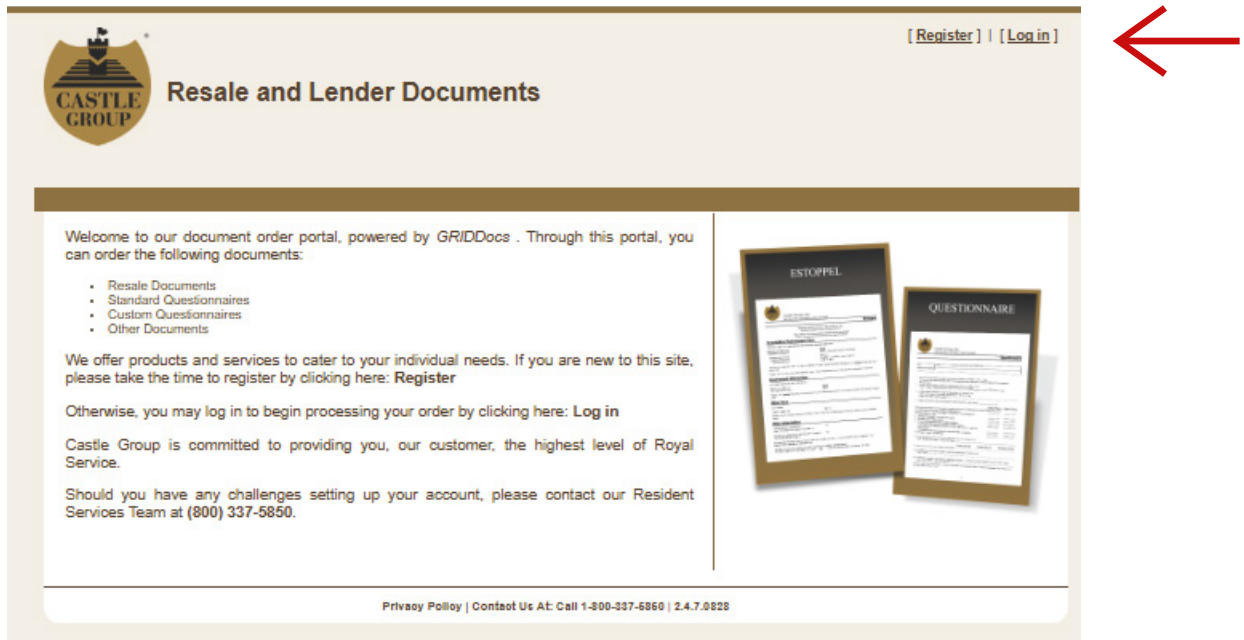 [ Register ] | [ Log in ]
CASTLE
GROUP
Resale and Lender Documents
Welcome to our document order portal, powered by GRIDDocs . Through this portal, you
can order the following documents:
• Resale Documents
• Standard Questionnaires
• Custom Questionnaires
• Other Documents
We offer products and services to cater to your individual needs. If you are new to this site,
please take the time to register by clicking here: Register
Otherwise, you may log in to begin processing your order by clicking here: Log in
Castle Group is committed to providing you, our customer, the highest level of Royal
Service.
Should you have any challenges setting up your account, please contact our Resident
Services Team at (800) 337-5850.
ESTOPPEL
QUESTIONNAIRE
Privacy Policy | Contact Us At: Call 1-800-337-5850 | 2.4.7.0828